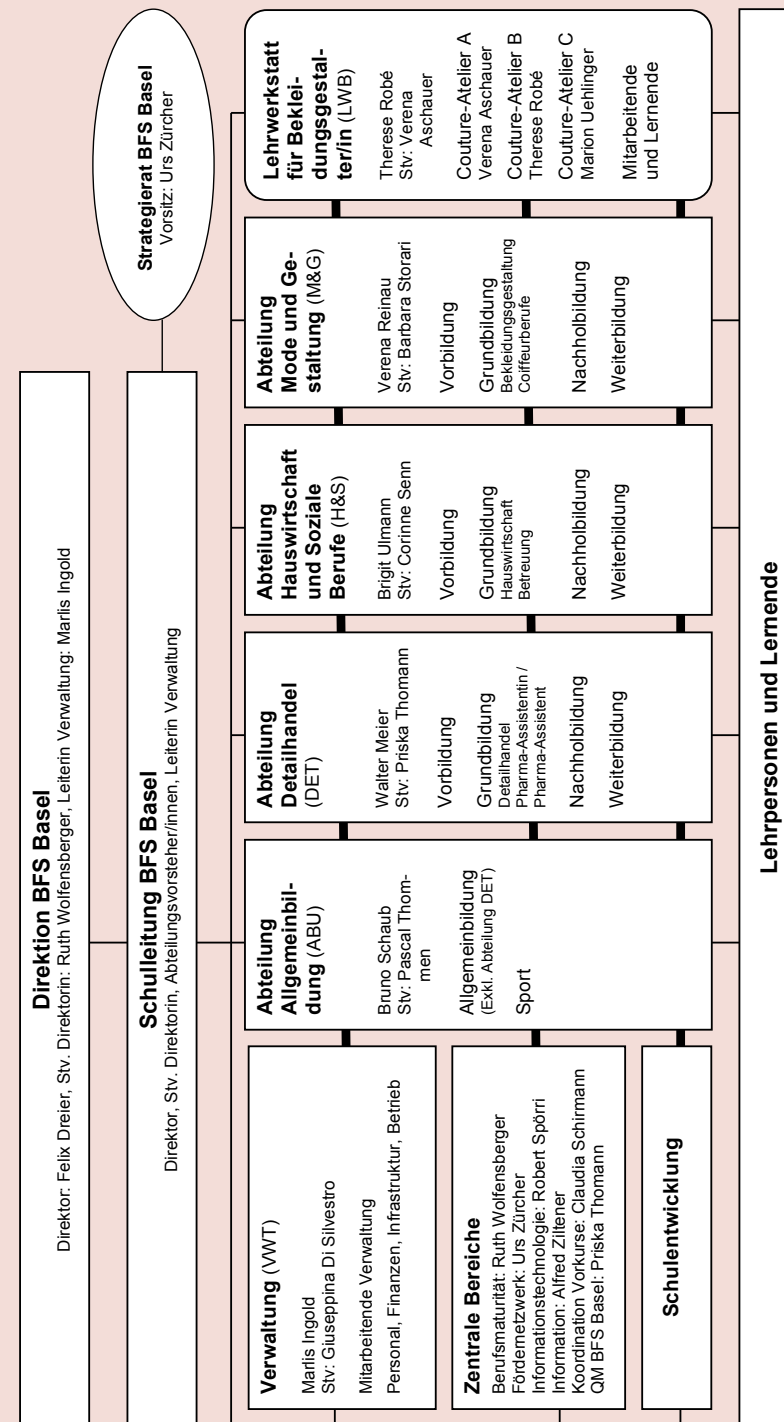 Direktion BFS Basel
Direktor: Felix Dreier, Stv. Direktorin: Ruth Wolfensberger, Leiterin Verwaltung: Marlis Ingold
Strategierat BFS Basel
Vorsitz: Urs Zürcher
Schulleitung BFS Basel
Direktor, Stv. Direktorin, Abteilungsvorsteher/innen, Leiterin Verwaltung
Verwaltung (VWT)
Marlis Ingold
Stv: Giuseppina Di Silvestro
Mitarbeitende Verwaltung
Personal, Finanzen, Infrastruktur, Betrieb
Zentrale Bereiche
Berufsmaturität: Ruth Wolfensberger
Fördernetzwerk: Urs Zürcher
Informationstechnologie: Robert Spörri
Information: Alfred Ziltener
Koordination Vorkurse: Claudia Schirmann
QM BFS Basel: Priska Thomann
Schulentwicklung
Abteilung
Allgemeinbil-
dung (ABU)
Bruno Schaub
Stv: Pascal Thom-
men
Allgemeinbildung
(Exkl. Abteilung DET)
Sport
Abteilung
Detailhandel
(DET)
Walter Meier
Stv: Priska Thomann
Vorbildung
Grundbildung
Detailhandel
Pharma-Assistentin /
Pharma-Assistent
Nachholbildung
Weiterbildung
Abteilung
Hauswirtschaft
und Soziale
Berufe (H&S)
Brigit Ulmann
Stv: Corinne Senn
Vorbildung
Grundbildung
Hauswirtschaft
Betreuung
Nachholbildung
Weiterbildung
Abteilung
Mode und Ge-
staltung (M&G)
Verena Reinau
Stv: Barbara Storari
Vorbildung
Grundbildung
Bekleidungsgestaltung
Coiffeurberufe
Nachholbildung
Weiterbildung
Lehrwerkstatt
für Beklei-
dungsgestal-
ter/in (LWB)
Therese Robé
Stv: Verena
Aschauer
Couture-Atelier A
Verena Aschauer
Couture-Atelier B
Therese Robé
Couture-Atelier C
Marion Uehlinger
Mitarbeitende
und Lernende
Lehrpersonen und Lernende